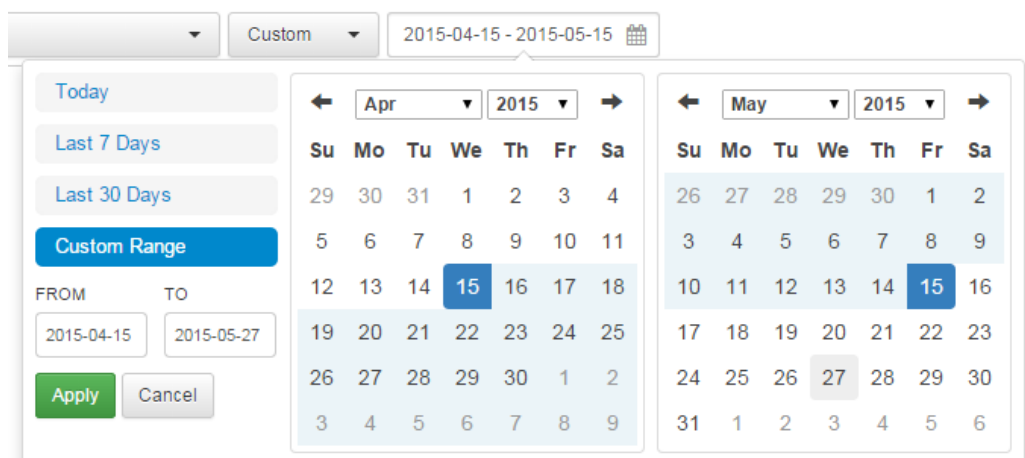 Custom 2015-04-15 - 2015-05-15
Today
Last 7 Days
Last 30 Days
Custom Range
FROM TO
2015-04-15 2015-05-27
Apply Cancel
Apr 2015
Su Mo Tu We Th Fr Sa
29 30 31 1 2 3 4
5 6 7 8 9 10 11
12 13 14 15 16 17 18
19 20 21 22 23 24 25
26 27 28 29 30 1 2
3 4 5 6 7 8 9
May 2015
Su Mo Tu We Th Fr Sa
26 27 28 29 30 1 2
3 4 5 6 7 8 9
10 11 12 13 14 15 16
17 18 19 20 21 22 23
24 25 26 27 28 29 30
31 1 2 3 4 5 6